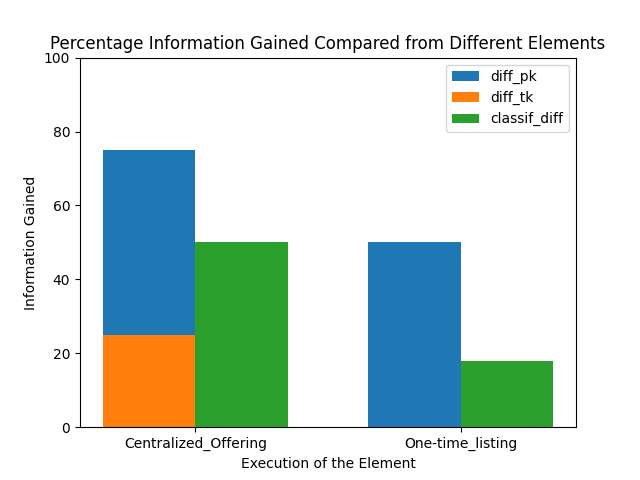 Percentage Information Gained Compared from Different Elements
100
80
60
40
20
0
Information Gained
diff_pk
diff_tk
classif_diff
Centralized_Offering
One-time_listing
Execution of the Element